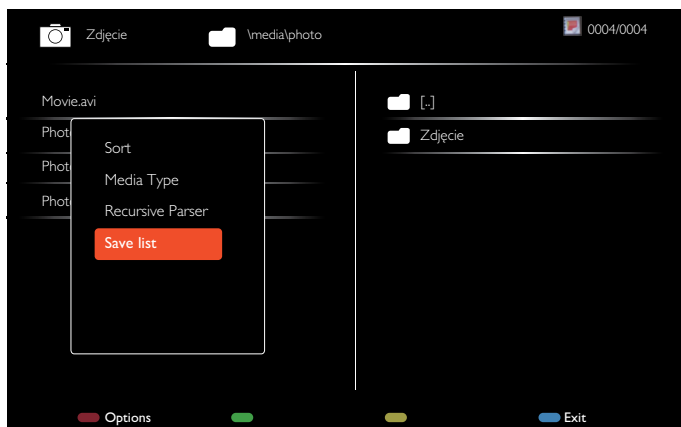 Zdjęcie \media\photo 0004/0004
Movie.avi
[..]
Zdjęcie
Sort
Media Type
Recursive Parser
Save list
Options Exit